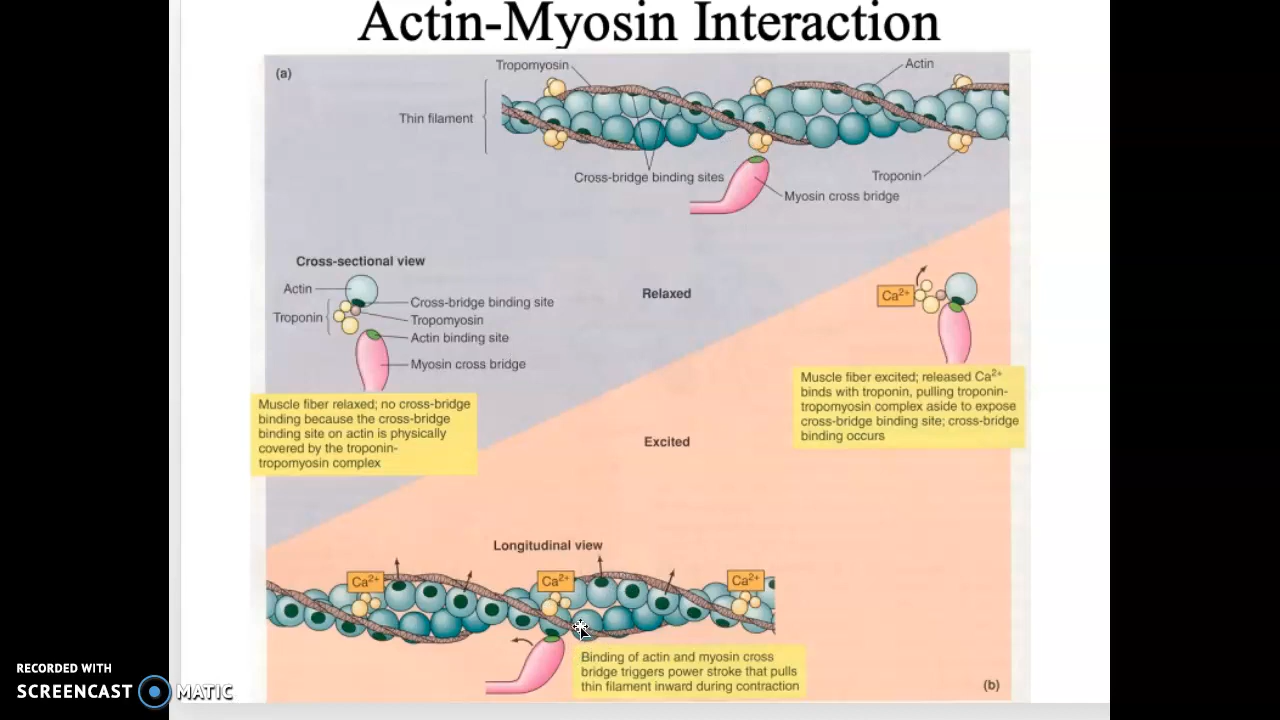 Actin-Myosin Interaction
(a)
Tropomyosin
Actin
Thin filament
Cross-bridge binding sites
Troponin
Myosin cross bridge
Cross-sectional view
Actin
Troponin
Cross-bridge binding site
Tropomyosin
Actin binding site
Myosin cross bridge
Muscle fiber relaxed; no cross-bridge
binding because the cross-bridge
binding site on actin is physically
covered by the troponin-
tropomyosin complex
Relaxed
Ca²⁺
Muscle fiber excited; released Ca²⁺
binds with troponin, pulling troponin-
tropomyosin complex aside to expose
cross-bridge binding site; cross-bridge
binding occurs
Excited
Longitudinal view
Ca²⁺
Ca²⁺
Ca²⁺
Binding of actin and myosin cross
bridge triggers power stroke that pulls
thin filament inward during contraction
(b)
RECORDED WITH
SCREENCAST MATIC